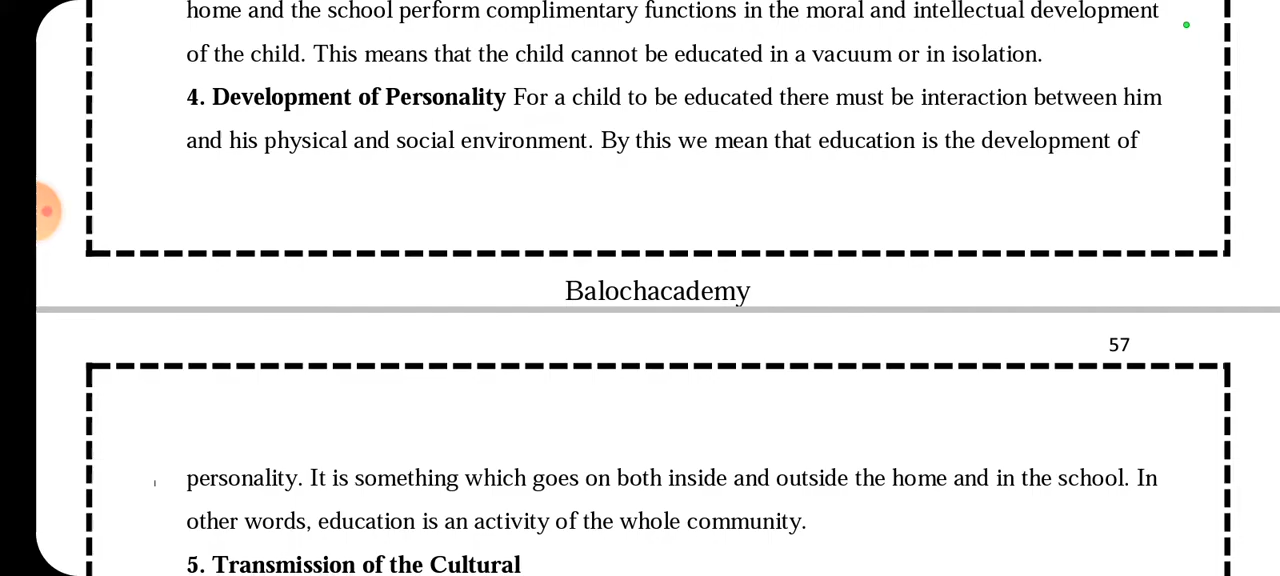 home and the school perform complimentary functions in the moral and intellectual development
of the child. This means that the child cannot be educated in a vacuum or in isolation.
4. Development of Personality For a child to be educated there must be interaction between him
and his physical and social environment. By this we mean that education is the development of
Balochacademy
57
personality. It is something which goes on both inside and outside the home and in the school. In
other words, education is an activity of the whole community.
5. Transmission of the Cultural